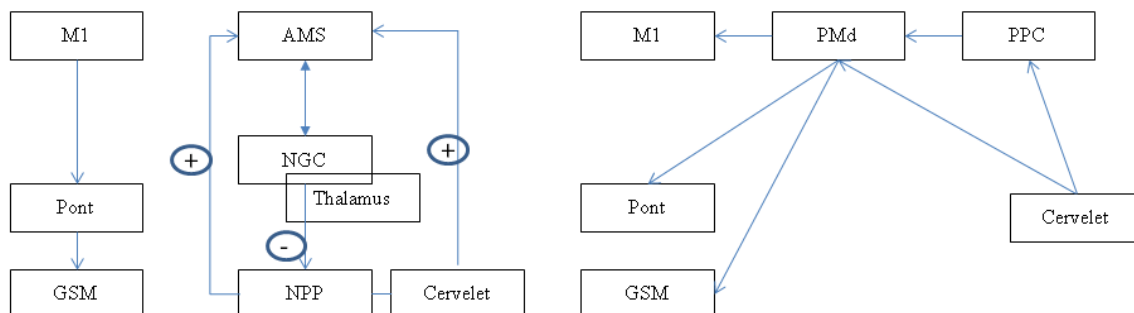 M1
AMS
M1
PMd
PPC
+
+
NGC
Thalamus
Pont
Pont
Cervelet
-
GSM
NPP
Cervelet
GSM